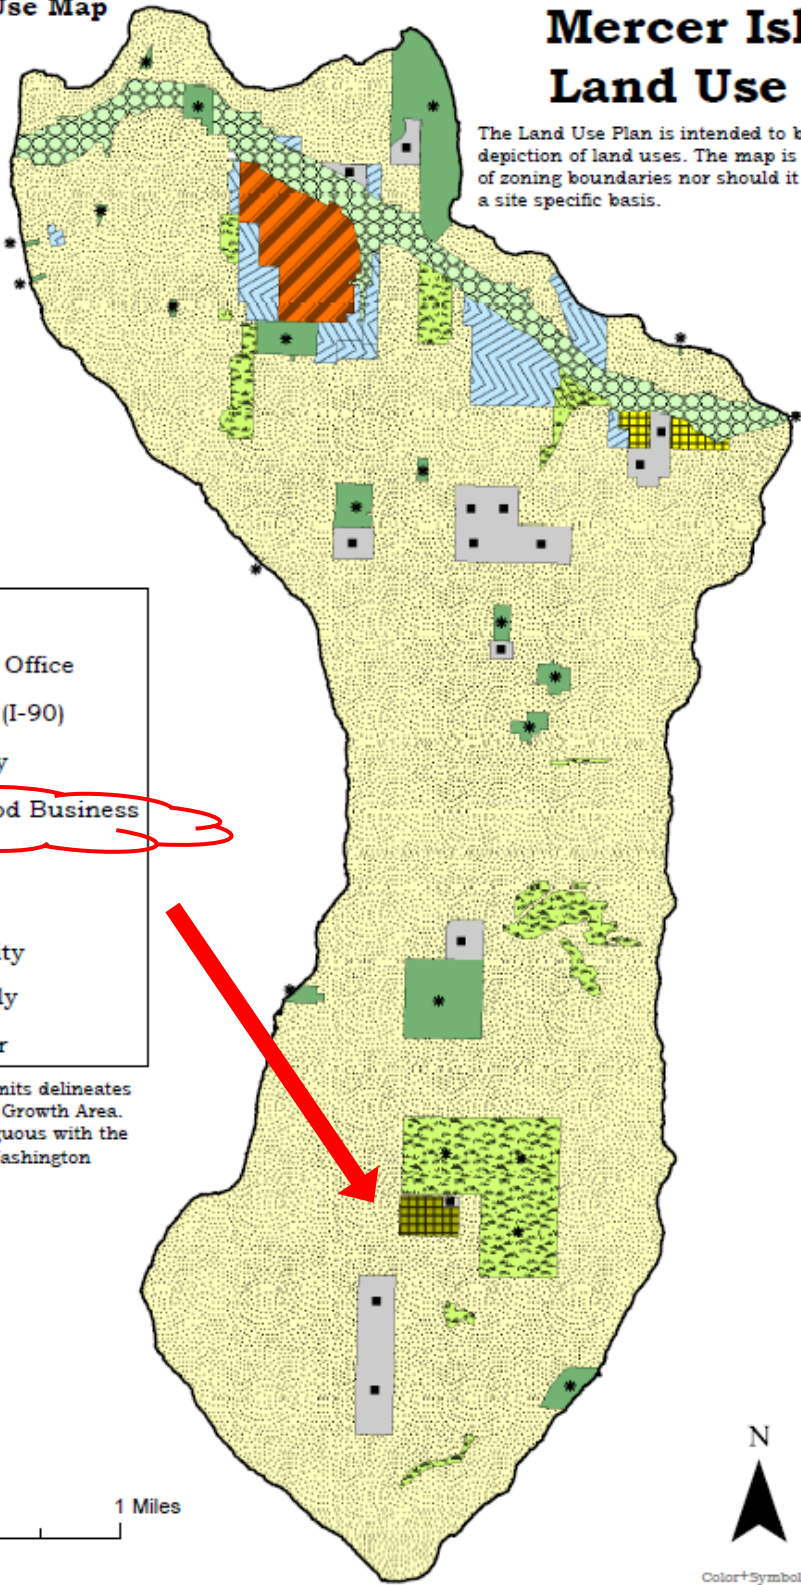 Use Map
Mercer Isl
Land Use
The Land Use Plan is intended to b
depiction of land uses. The map is
of zoning boundaries nor should it
a site specific basis.
Office
(I-90)
y
od Business
ity
ly
r
mits delineates
Growth Area.
guous with the
ashington
1 Miles
N
Color+Symbol